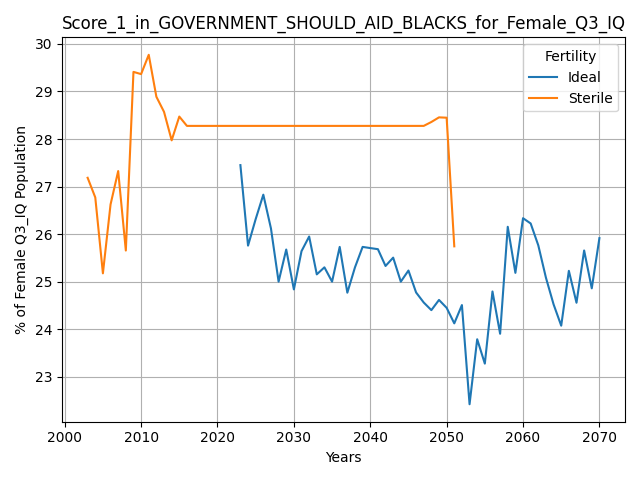 Score_1_in_GOVERNMENT_SHOULD_AID_BLACKS_for_Female_Q3_IQ
30
29
28
27
26
25
24
23
% of Female Q3_IQ Population
Fertility
Ideal
Sterile
2000 2010 2020 2030 2040 2050 2060 2070
Years